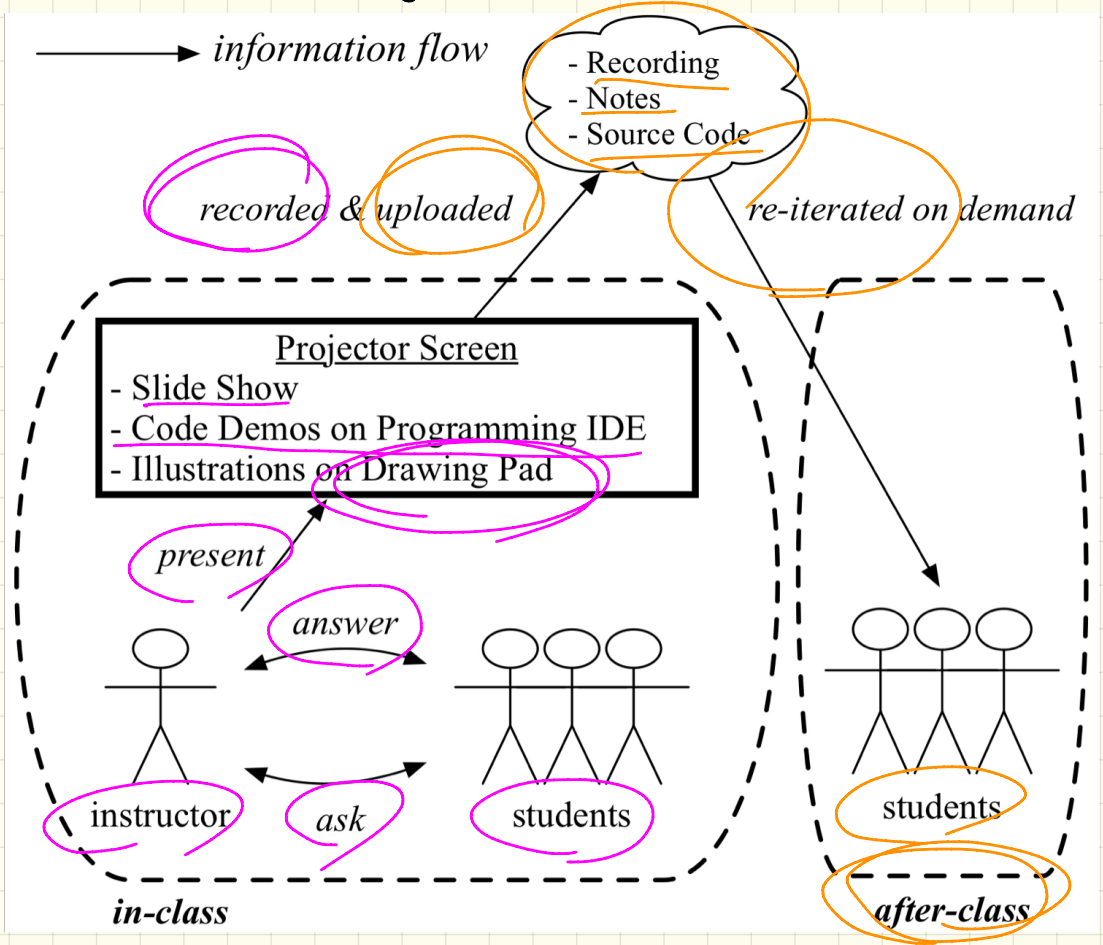 information flow
- Recording
- Notes
- Source Code
recorded & uploaded
re-iterated on demand
Projector Screen
- Slide Show
- Code Demos on Programming IDE
- Illustrations on Drawing Pad
present
answer
instructor
ask
students
students
in-class
after-class